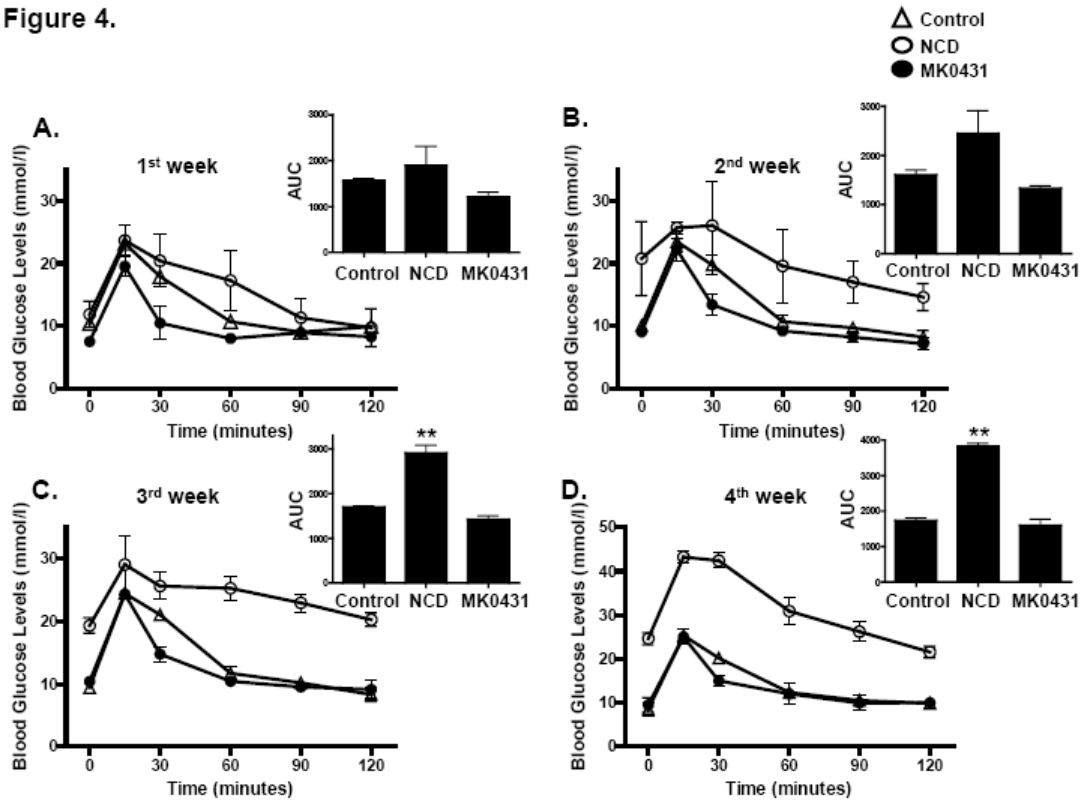 Figure 4.
Control
NCD
MK0431
A.
1st week
Blood Glucose Levels (mmol/l)
30
20
10
0
0 30 60 90 120
Time (minutes)
AUC
3000
2000
1000
0
Control NCD MK0431
B.
2nd week
Blood Glucose Levels (mmol/l)
30
20
10
0
0 30 60 90 120
Time (minutes)
AUC
3000
2000
1000
0
Control NCD MK0431
C.
3rd week
Blood Glucose Levels (mmol/l)
30
20
10
0
0 30 60 90 120
Time (minutes)
**
AUC
3000
2000
1000
0
Control NCD MK0431
D.
4th week
Blood Glucose Levels (mmol/l)
50
40
30
20
10
0
0 30 60 90 120
Time (minutes)
**
AUC
4000
3000
2000
1000
0
Control NCD MK0431